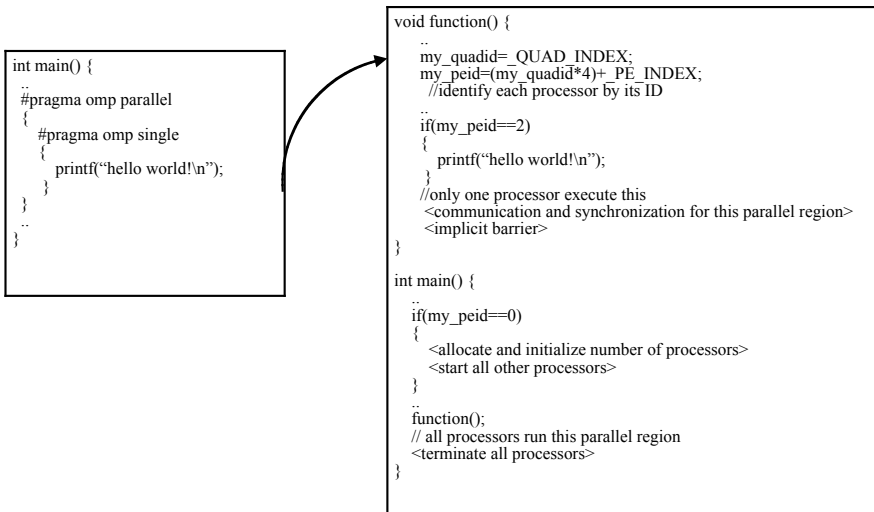 int main() {
..
#pragma omp parallel
{
#pragma omp single
{
printf(“hello world!\n”);
}
}
..
}
void function() {
..
my_quadid=_QUAD_INDEX;
my_peid=(my_quadid*4)+_PE_INDEX;
//identify each processor by its ID
..
if(my_peid==2)
{
printf(“hello world!\n”);
}
//only one processor execute this
<communication and synchronization for this parallel region>
<implicit barrier>
}
int main() {
..
if(my_peid==0)
{
<allocate and initialize number of processors>
<start all other processors>
}
..
function();
// all processors run this parallel region
<terminate all processors>
}